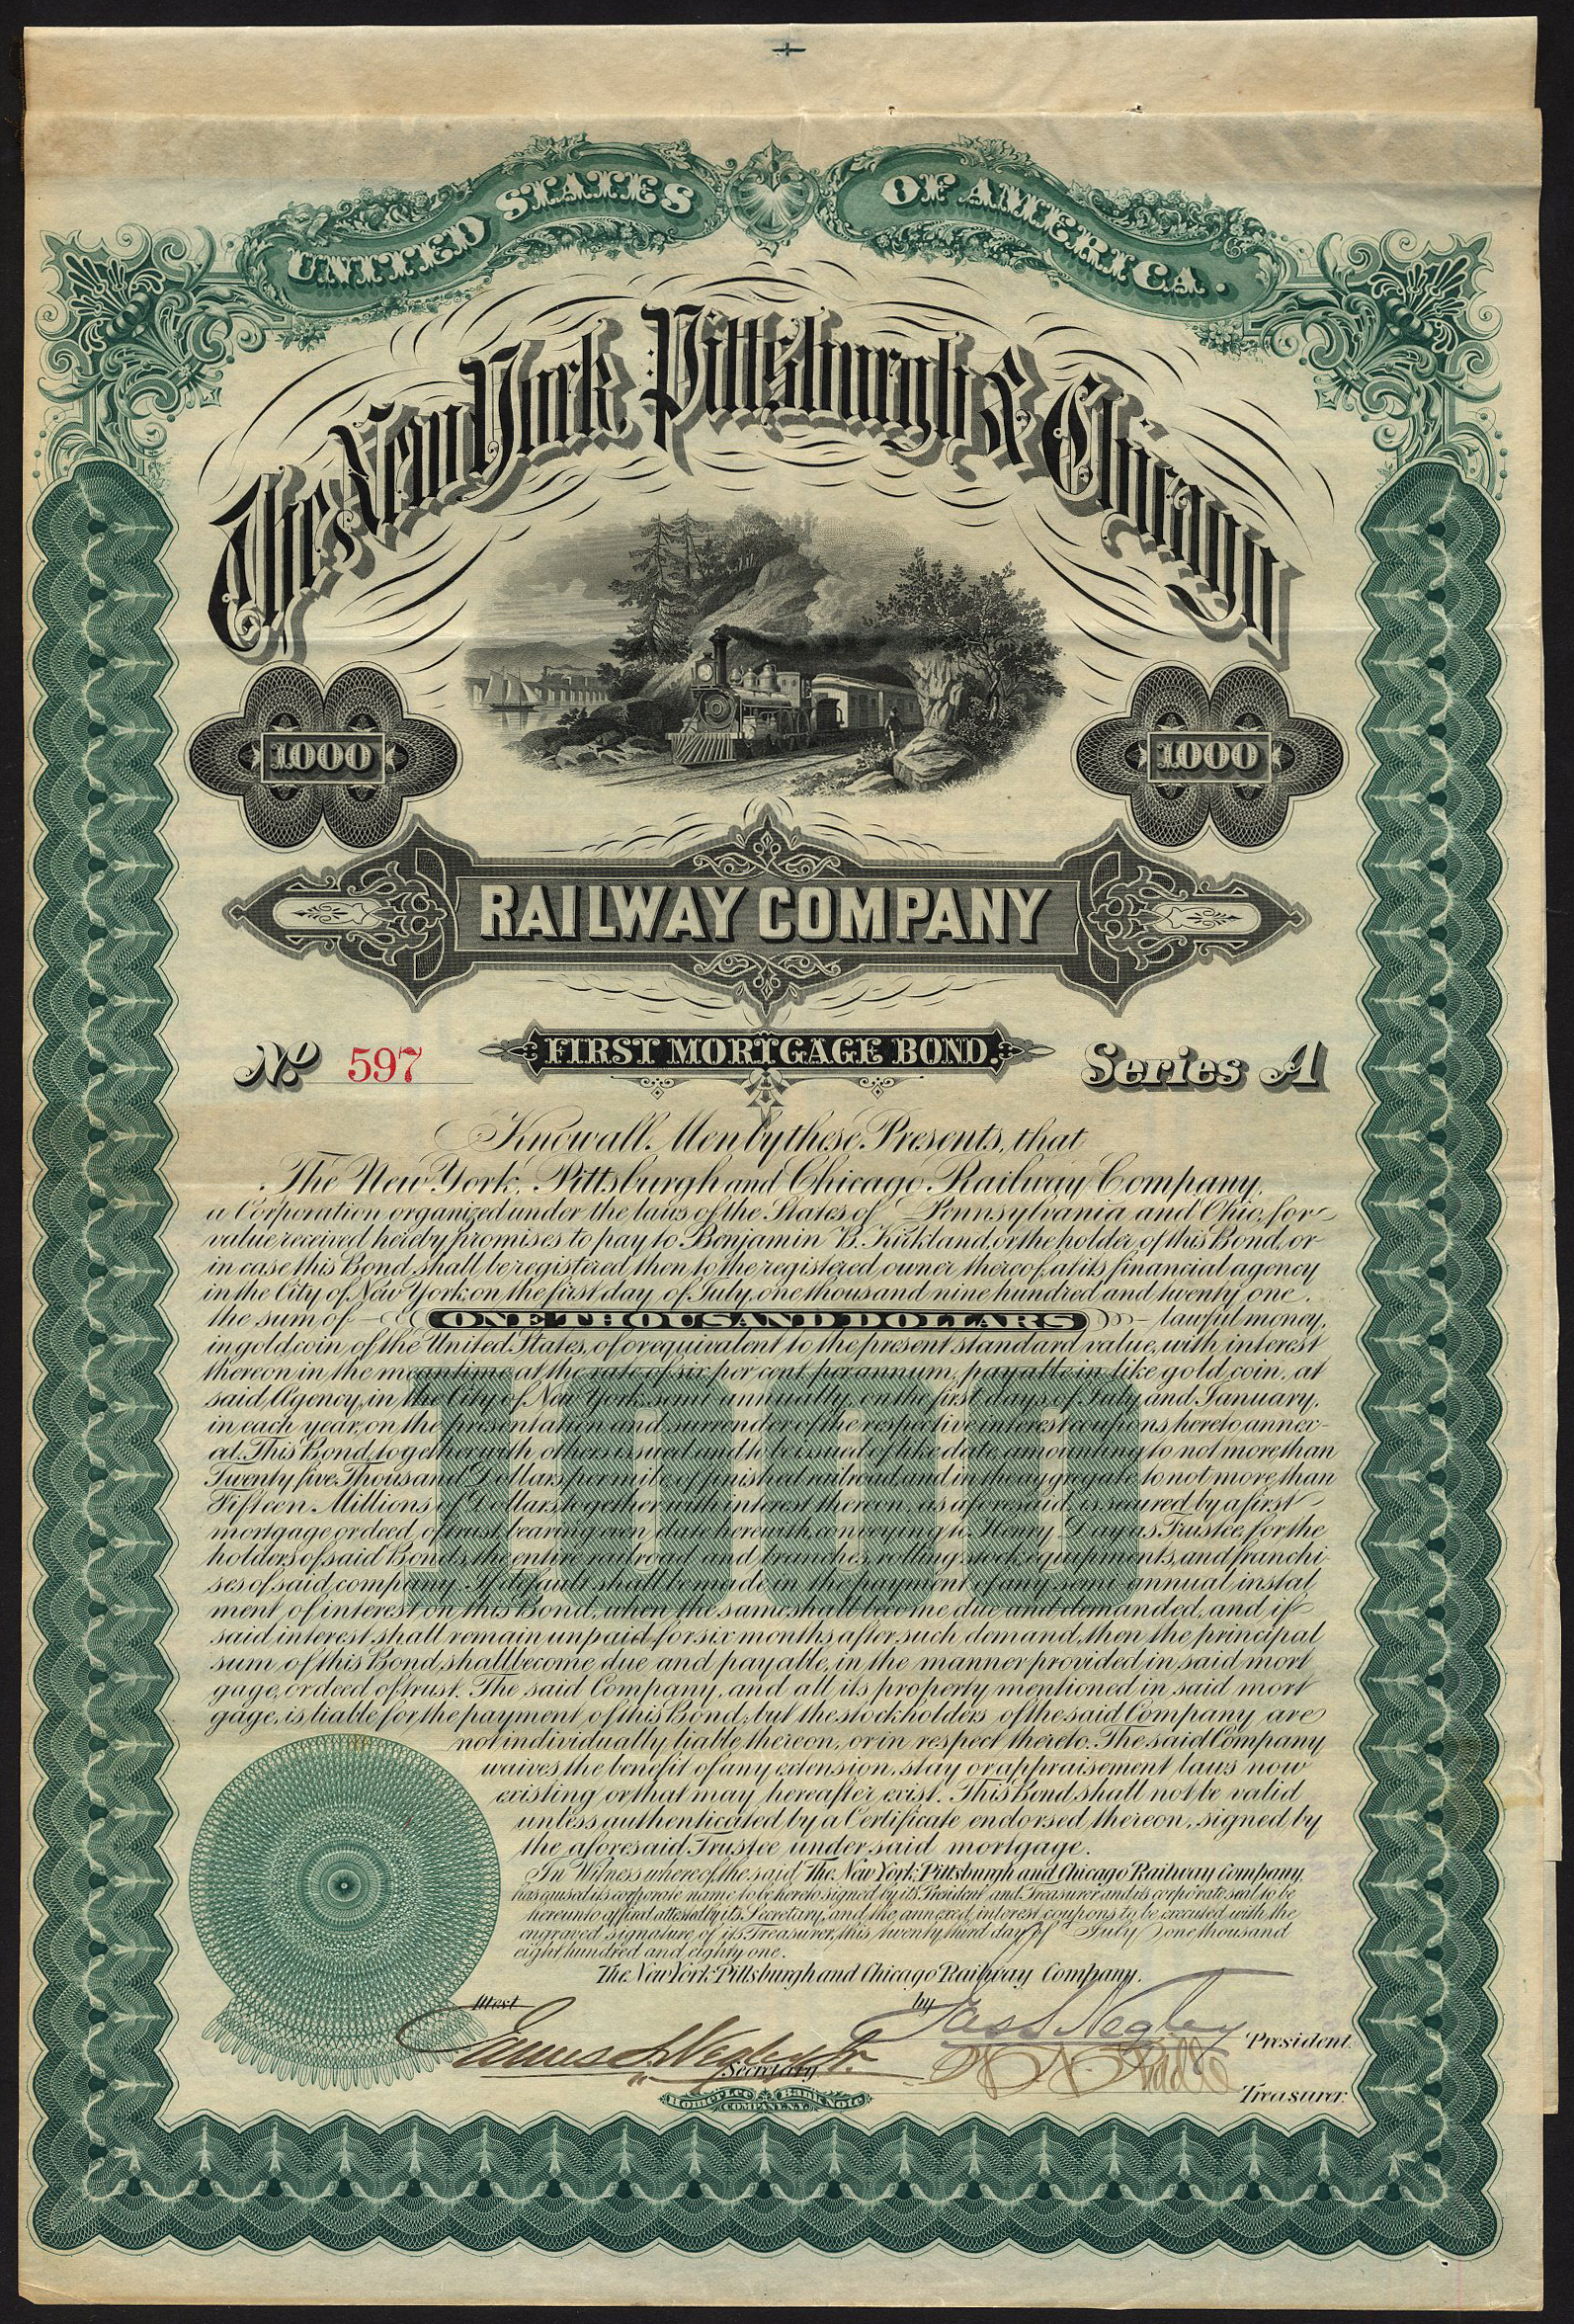 UNITED STATES OF AMERICA.
The New York Pittsburgh & Chicago
1000 1000
RAILWAY COMPANY
No. 597
FIRST MORTGAGE BOND.
Series A
Know all Men by these Presents, that
The New York, Pittsburgh and Chicago Railway Company,
a Corporation organized under the laws of the States of Pennsylvania and Ohio, for
value received hereby promises to pay to Benjamin B. Kirkland, or the holder of this Bond, or
in case this Bond shall be registered then to the registered owner thereof, at its financial agency
in the City of New York on the first day of July, one thousand nine hundred and twenty one.
the sum of ONE THOUSAND DOLLARS lawful money,
in gold coin of the United States, of or equivalent to the present standard value, with interest
thereon in the meantime at the rate of six per cent per annum, payable in like gold coin, at
said Agency, in the City of New York, semi annually, on the first days of July and January,
in each year, on the presentation and surrender of the respective interest coupons hereto annex-
ed. This Bond, together with others issued and to be issued of like date amounting to not more than
Twenty five Thousand Dollars per mile of finished railroad, and in the aggregate to not more than
Fifteen Millions of Dollars, together with interest thereon, as aforesaid, is secured by a first
mortgage or deed of trust, bearing even date herewith, conveying to Henry Day as Trustee, for the
holders of said Bonds, the entire railroad and branches, rolling stock, equipments, and franchi-
ses of said company. If default shall be made in the payment of any semi annual instal
ment of interest on this Bond, when the same shall become due and demanded, and if
said interest shall remain unpaid for six months after such demand, then the principal
sum of this Bond shall become due and payable, in the manner provided in said mort
gage, or deed of trust. The said Company, and all its property mentioned in said mort
gage, is liable for the payment of this Bond; but the stockholders of the said Company are
not individually liable thereon, or in respect thereto. The said Company
waives the benefit of any extension, stay or appraisement laws now
existing or that may hereafter exist. This Bond shall not be valid
unless authenticated by a Certificate endorsed thereon, signed by
the aforesaid Trustee under said mortgage.
In Witness whereof, the said The New York, Pittsburgh and Chicago Railway Company,
has caused its corporate name to be hereto signed by its President and Treasurer and its corporate seal to be
hereunto affixed attested by its Secretary, and the annexed interest coupons to be executed with the
engraved signature of its Treasurer, this twenty third day of July one thousand
eight hundred and eighty one.
The New York Pittsburgh and Chicago Railway Company.
Attest
by Jas S Negley President.
James S. Negley Jr. Secretary
Treasurer.
Homer Lee Bank Note
COMPANY. N.Y.
1000